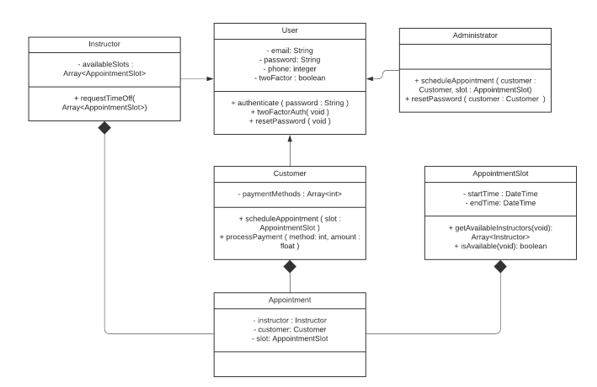 User
- email: String
- password: String
- phone: integer
- twoFactor : boolean
+ authenticate ( password : String )
+ twoFactorAuth( void )
+ resetPassword ( void )
Instructor
- availableSlots :
Array<AppointmentSlot>
+ requestTimeOff(
Array<AppointmentSlot>)
Administrator
+ scheduleAppointment ( customer :
Customer, slot : AppointmentSlot)
+ resetPassword ( customer : Customer )
Customer
- paymentMethods : Array<int>
+ scheduleAppointment ( slot :
AppointmentSlot )
+ processPayment ( method: int, amount :
float )
AppointmentSlot
- startTime : DateTime
- endTime: DateTime
+ getAvailableInstructors(void):
Array<Instructor>
+ isAvailable(void): boolean
Appointment
- instructor : Instructor
- customer: Customer
- slot: AppointmentSlot